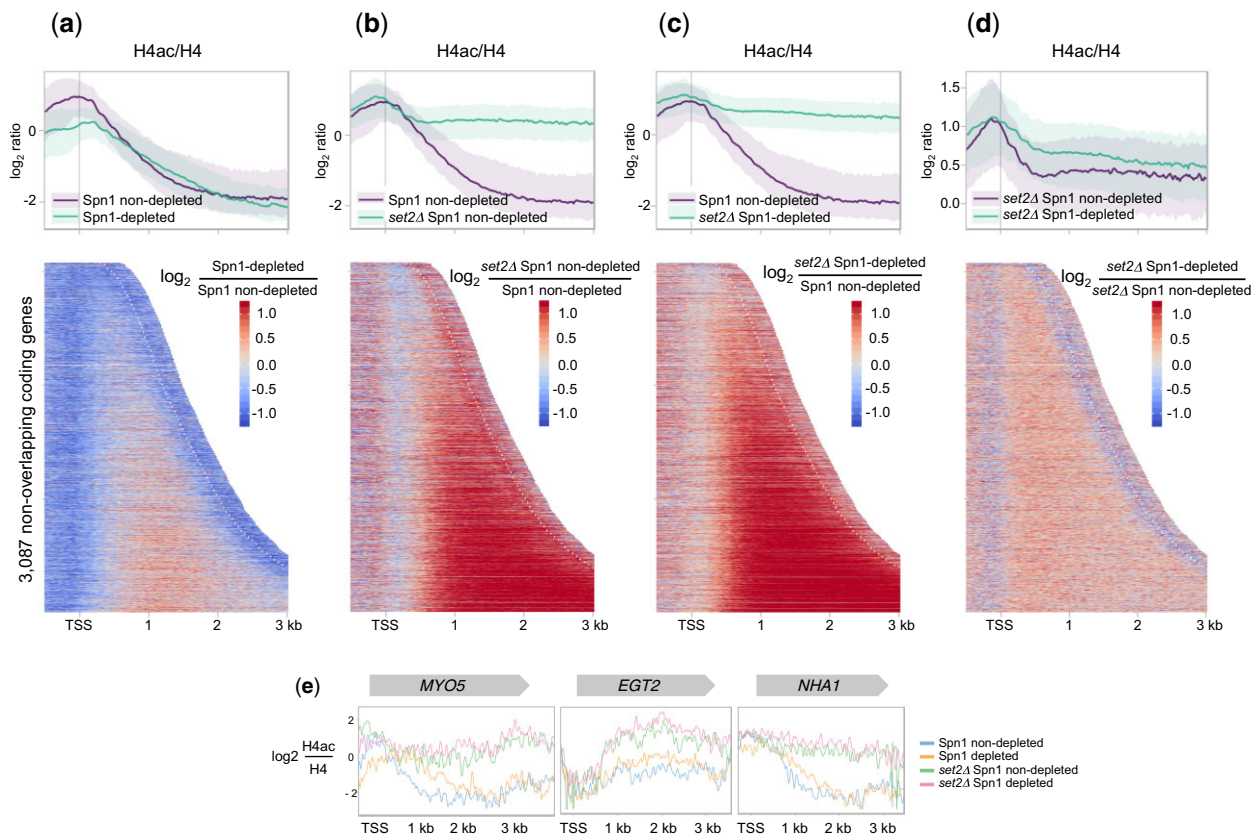 (a)
(b)
(c)
(d)
H4ac/H4
H4ac/H4
H4ac/H4
H4ac/H4
log2 ratio
0
-2
Spn1 non-depleted
Spn1-depleted
log2 ratio
0
-2
Spn1 non-depleted
set2Δ Spn1 non-depleted
log2 ratio
0
-2
Spn1 non-depleted
set2Δ Spn1-depleted
log2 ratio
1.5
1.0
0.5
0.0
set2Δ Spn1 non-depleted
set2Δ Spn1-depleted
3,087 non-overlapping coding genes
log2 Spn1-depleted
Spn1 non-depleted
1.0
0.0
-0.5
-1.0
TSS 1 2 3 kb
log2 set2Δ Spn1 non-depleted
Spn1 non-depleted
1.0
0.0
-0.5
-1.0
TSS 1 2 3 kb
log2 set2Δ Spn1-depleted
Spn1 non-depleted
1.0
0.0
-0.5
-1.0
TSS 1 2 3 kb
log2 set2Δ Spn1-depleted
set2Δ Spn1 non-depleted
1.0
0.0
-0.5
-1.0
TSS 1 2 3 kb
(e)
MYO5
EGT2
NHA1
log2 H4ac
H4
2
0
-2
TSS 1 kb 2 kb 3 kb
TSS 1 kb 2 kb 3 kb
TSS 1 kb 2 kb 3 kb
Spn1 non-depleted
Spn1 depleted
set2Δ Spn1 non-depleted
set2Δ Spn1 depleted